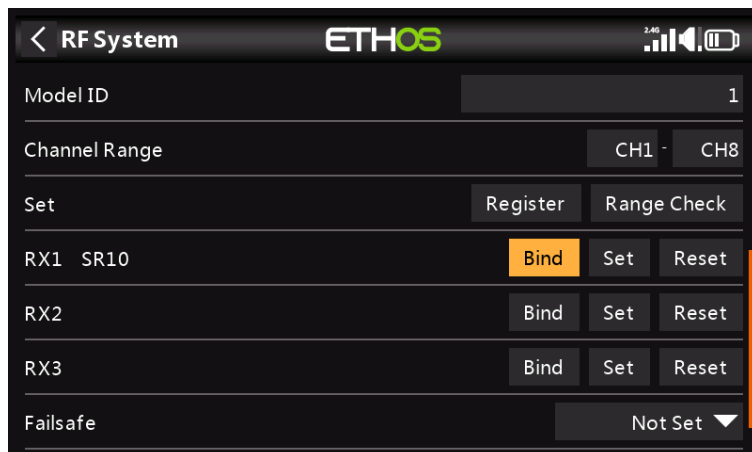 RF System ETHOS 2.4G
Model ID 1
Channel Range CH1 - CH8
Set Register Range Check
RX1 SR10 Bind Set Reset
RX2 Bind Set Reset
RX3 Bind Set Reset
Failsafe Not Set